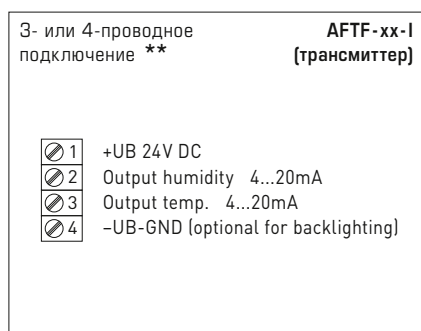 3- или 4-проводное AFTF-xx-I
подключение ** (трансмиттер)
1 +UB 24V DC
2 Output humidity 4...20mA
3 Output temp. 4...20mA
4 –UB-GND (optional for backlighting)